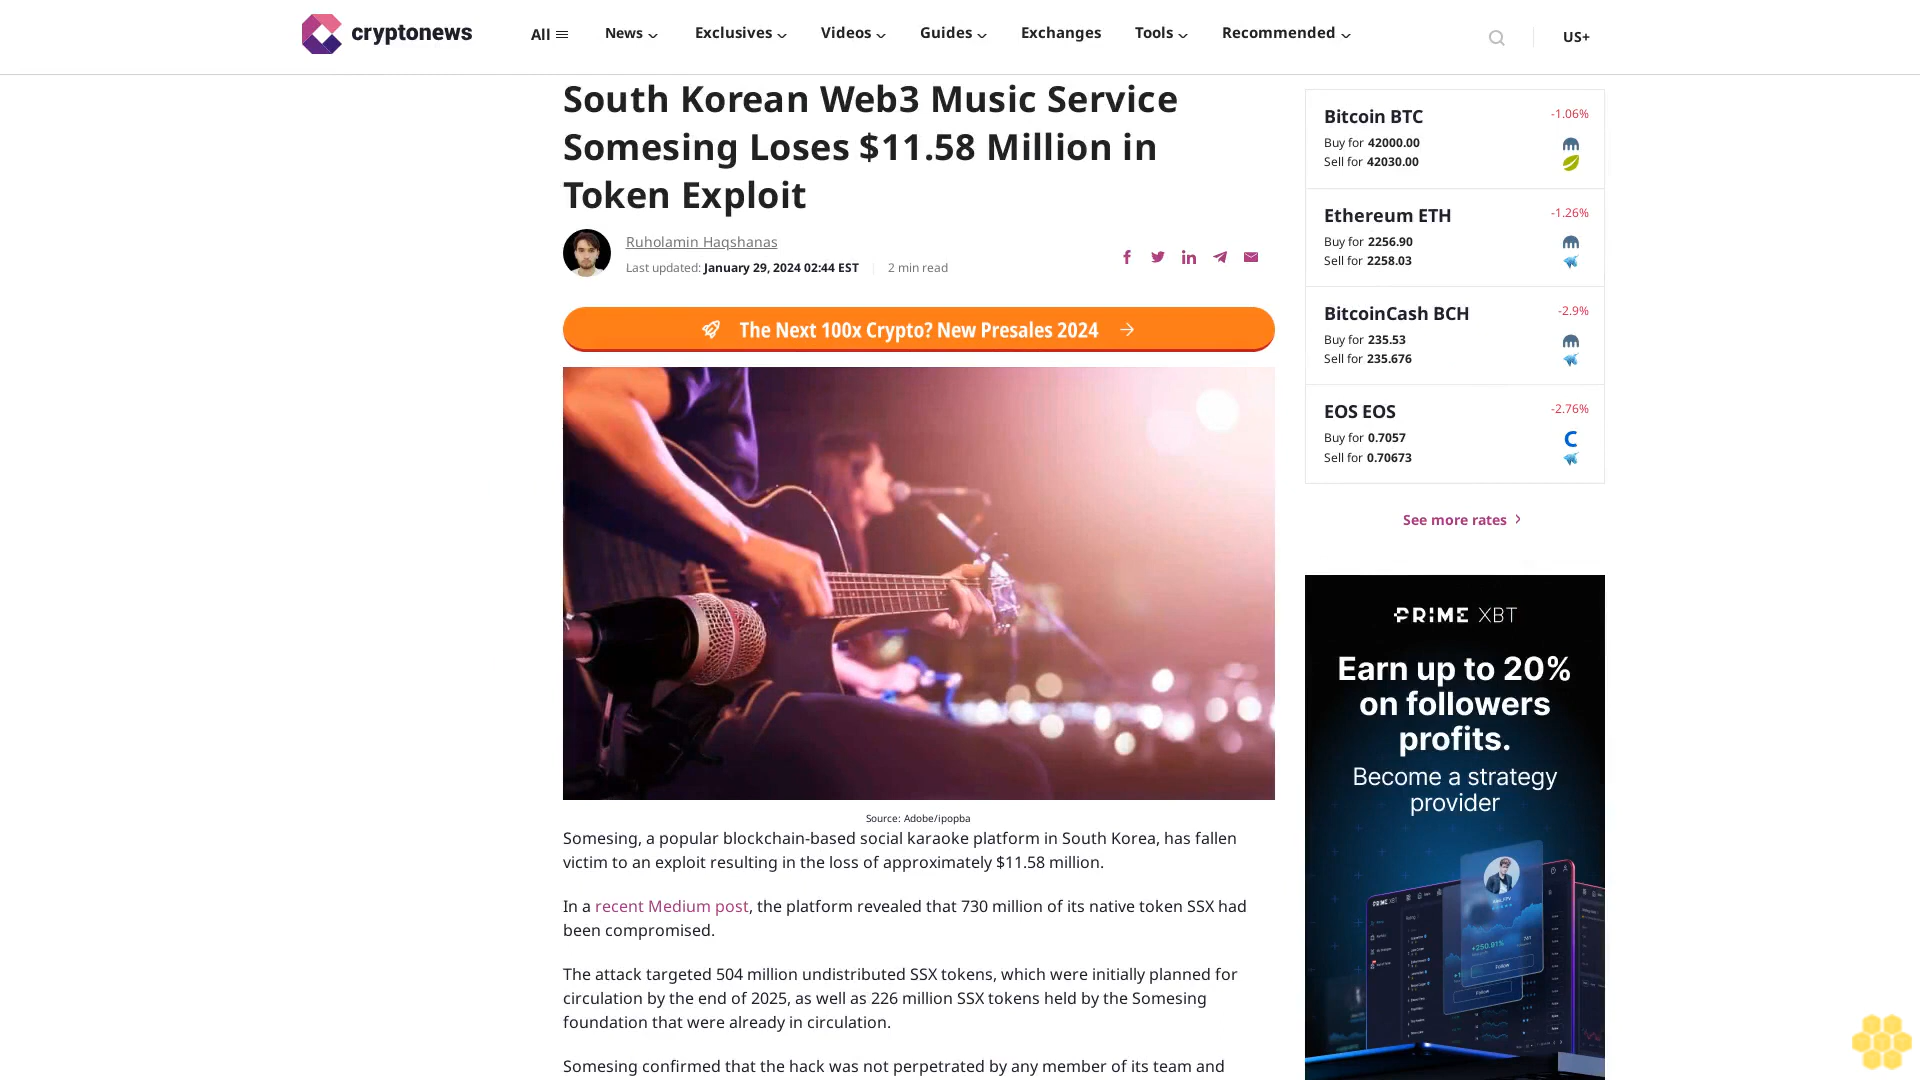 cryptonews
All
News
Exclusives
Videos
Guides
Exchanges
Tools
Recommended
US+
South Korean Web3 Music Service
Somesing Loses $11.58 Million in
Token Exploit
Ruholamin Haqshanas
Last updated: January 29, 2024 02:44 EST
2 min read
The Next 100x Crypto? New Presales 2024
Source: Adobe/ipopba
Somesing, a popular blockchain-based social karaoke platform in South Korea, has fallen
victim to an exploit resulting in the loss of approximately $11.58 million.
In a recent Medium post, the platform revealed that 730 million of its native token SSX had
been compromised.
The attack targeted 504 million undistributed SSX tokens, which were initially planned for
circulation by the end of 2025, as well as 226 million SSX tokens held by the Somesing
foundation that were already in circulation.
Somesing confirmed that the hack was not perpetrated by any member of its team and
Bitcoin BTC
-1.06%
Buy for 42000.00
Sell for 42030.00
Ethereum ETH
-1.26%
Buy for 2256.90
Sell for 2258.03
BitcoinCash BCH
-2.9%
Buy for 235.53
Sell for 235.676
EOS EOS
-2.76%
Buy for 0.7057
Sell for 0.70673
See more rates
PRIME XBT
Earn up to 20%
on followers
profits.
Become a strategy
provider
PRIME XBT
+250.91%
Follow
Follow